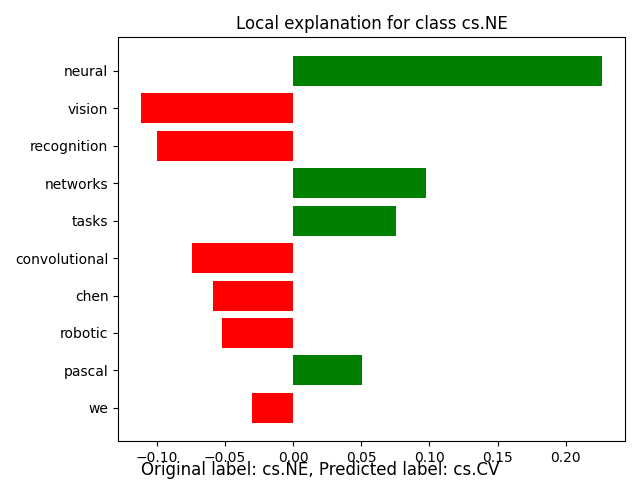 Local explanation for class cs.NE
neural
vision
recognition
networks
tasks
convolutional
chen
robotic
pascal
we
−0.10 −0.05 0.00 0.05 0.10 0.15 0.20
Original label: cs.NE, Predicted label: cs.CV